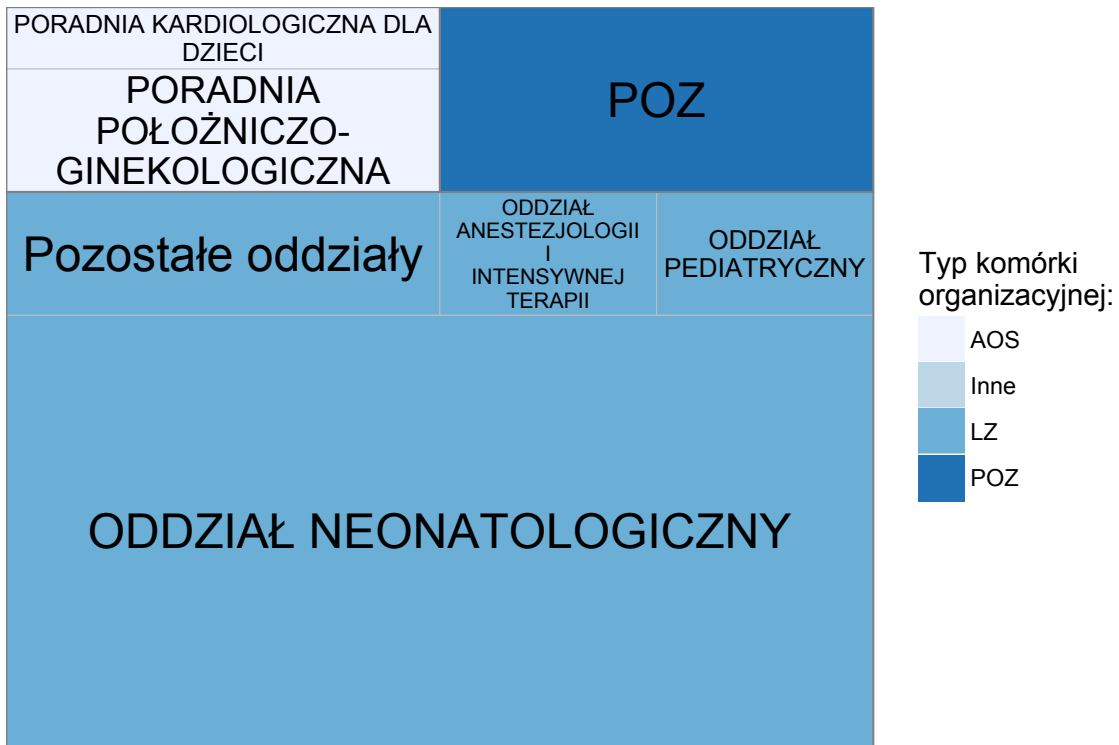 PORADNIA KARDIOLOGICZNA DLA
DZIECI
PORADNIA
POŁOŻNICZO-
GINEKOLOGICZNA
POZ
Pozostałe oddziały
ODDZIAŁ
ANESTEZJOLOGII
I
INTENSYWNEJ
TERAPII
ODDZIAŁ
PEDIATRYCZNY
ODDZIAŁ NEONATOLOGICZNY
Typ komórki
organizacyjnej:
AOS
Inne
LZ
POZ